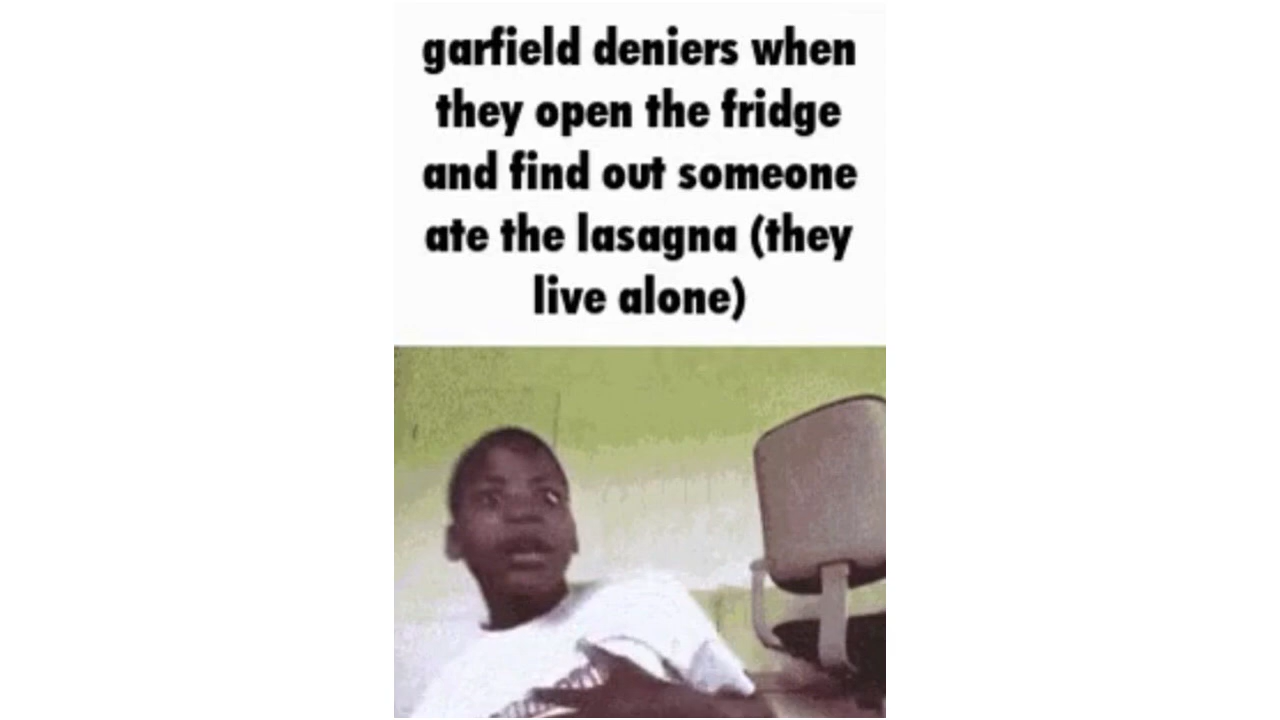 garfield deniers when
they open the fridge
and find out someone
ate the lasagna (they
live alone)